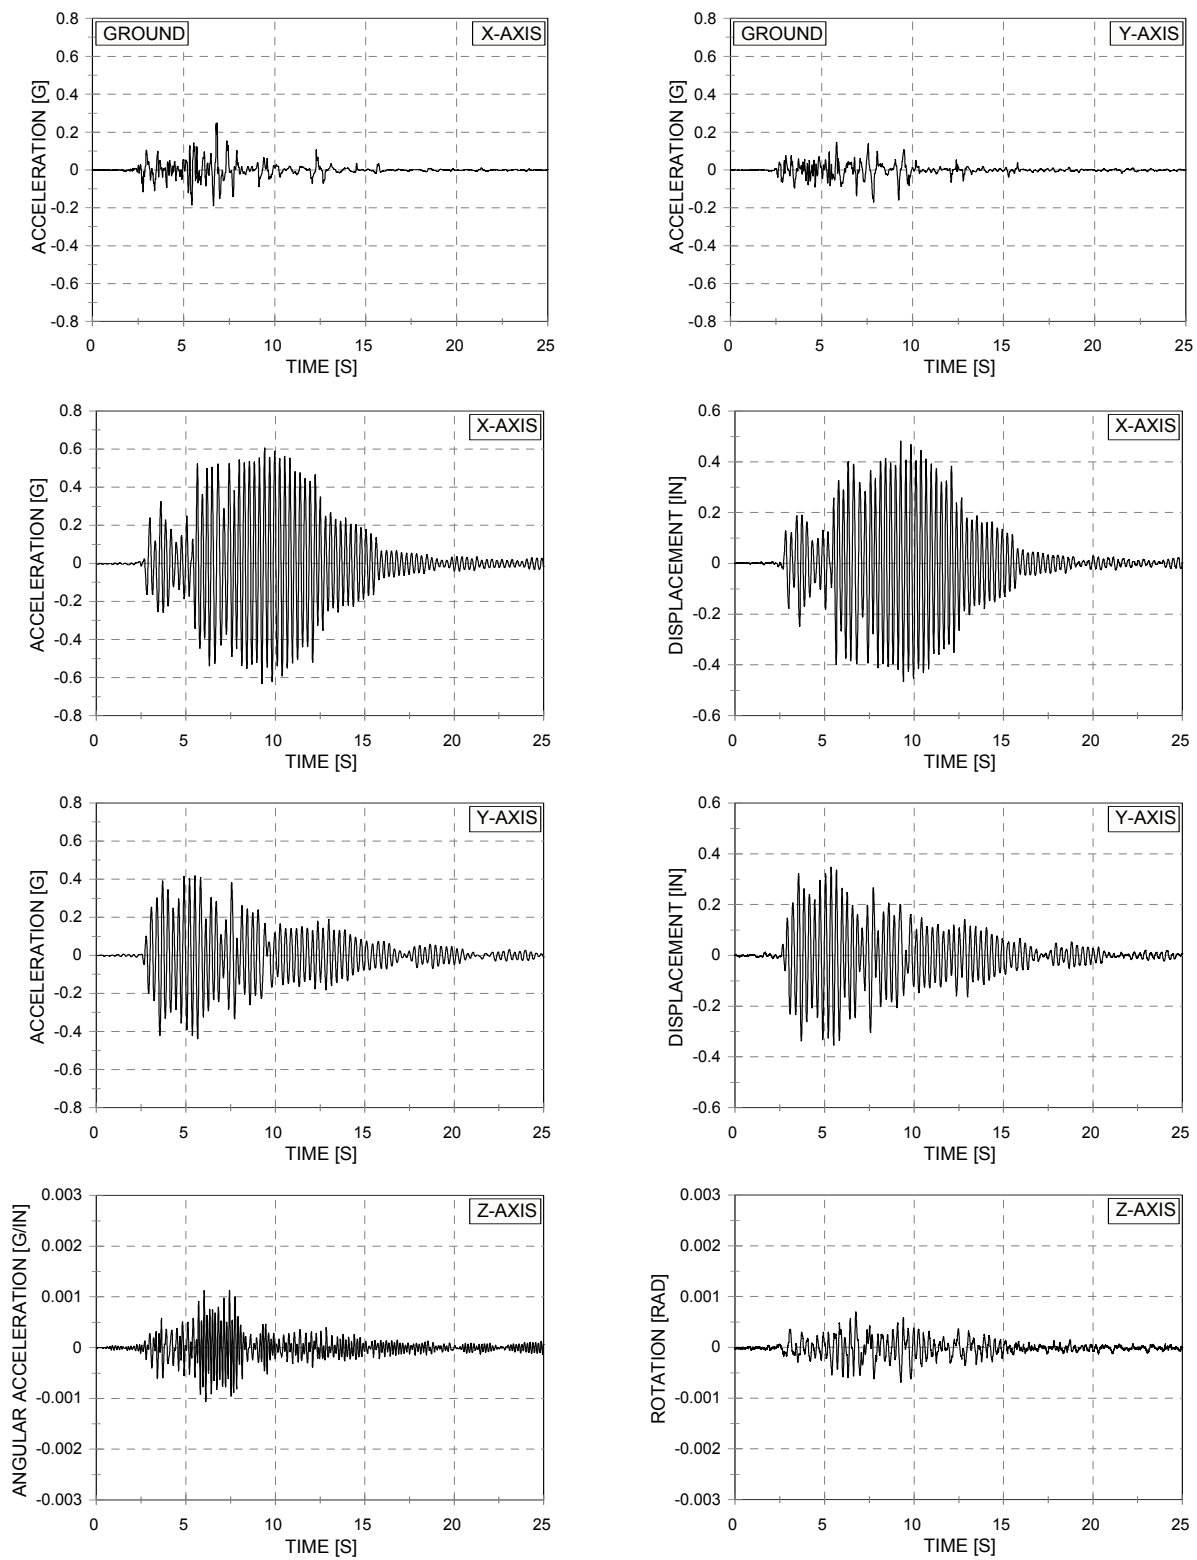 GROUND X-AXIS
0.8
0.6
0.4
0.2
0
-0.2
-0.4
-0.6
-0.8
ACCELERATION [G]
0 5 10 15 20 25
TIME [S]
GROUND Y-AXIS
0.8
0.6
0.4
0.2
0
-0.2
-0.4
-0.6
-0.8
ACCELERATION [G]
0 5 10 15 20 25
TIME [S]
X-AXIS
0.8
0.6
0.4
0.2
0
-0.2
-0.4
-0.6
-0.8
ACCELERATION [G]
0 5 10 15 20 25
TIME [S]
X-AXIS
0.6
0.4
0.2
0
-0.2
-0.4
-0.6
DISPLACEMENT [IN]
0 5 10 15 20 25
TIME [S]
Y-AXIS
0.8
0.6
0.4
0.2
0
-0.2
-0.4
-0.6
-0.8
ACCELERATION [G]
0 5 10 15 20 25
TIME [S]
Y-AXIS
0.6
0.4
0.2
0
-0.2
-0.4
-0.6
DISPLACEMENT [IN]
0 5 10 15 20 25
TIME [S]
Z-AXIS
0.003
0.002
0.001
0
-0.001
-0.002
-0.003
ANGULAR ACCELERATION [G/IN]
0 5 10 15 20 25
TIME [S]
Z-AXIS
0.003
0.002
0.001
0
-0.001
-0.002
-0.003
ROTATION [RAD]
0 5 10 15 20 25
TIME [S]